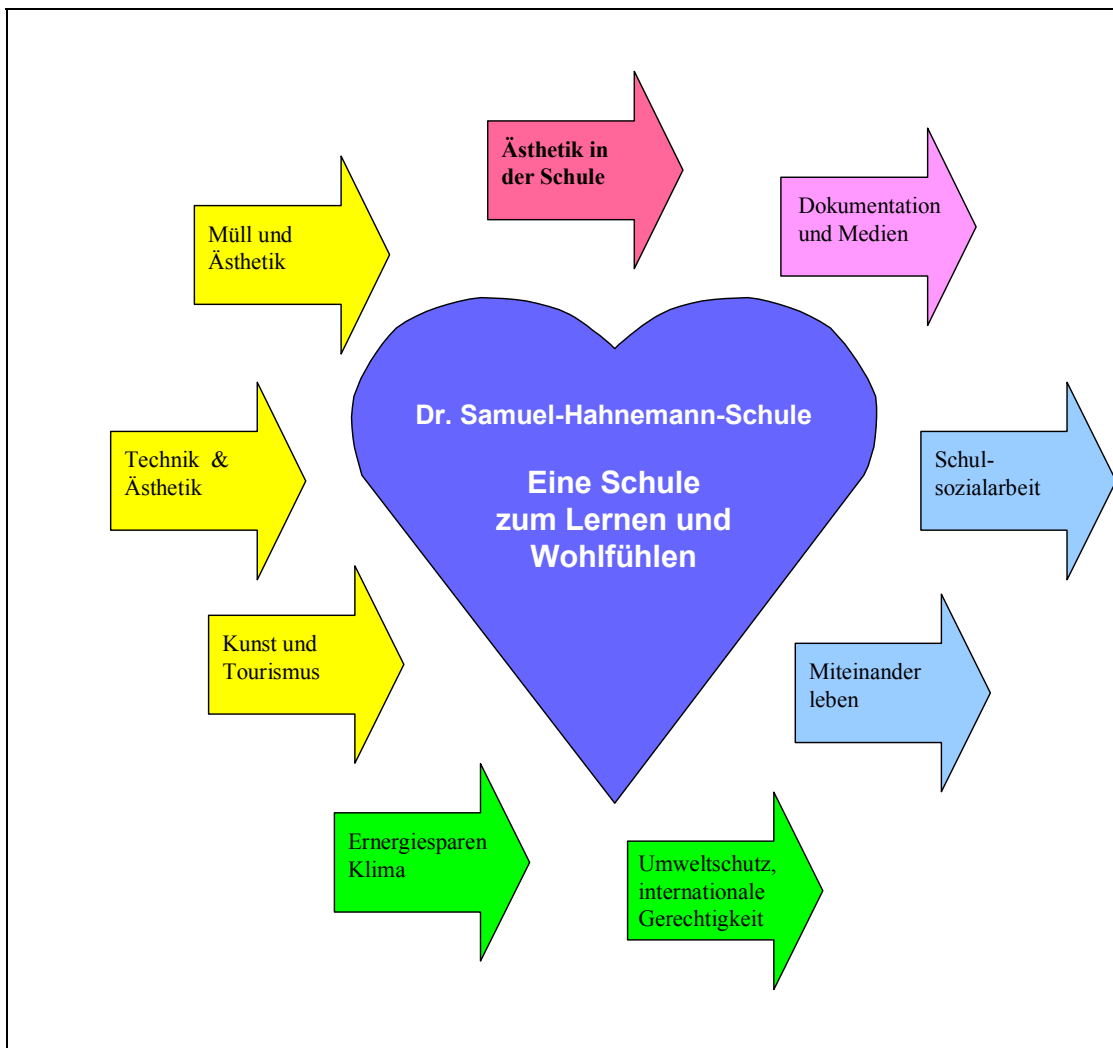 Ästhetik in
der Schule
Dokumentation
und Medien
Müll und
Ästhetik
Dr. Samuel-Hahnemann-Schule
Eine Schule
zum Lernen und
Wohlfühlen
Technik &
Ästhetik
Schul-
sozialarbeit
Kunst und
Tourismus
Miteinander
leben
Ernergiesparen
Klima
Umweltschutz,
internationale
Gerechtigkeit